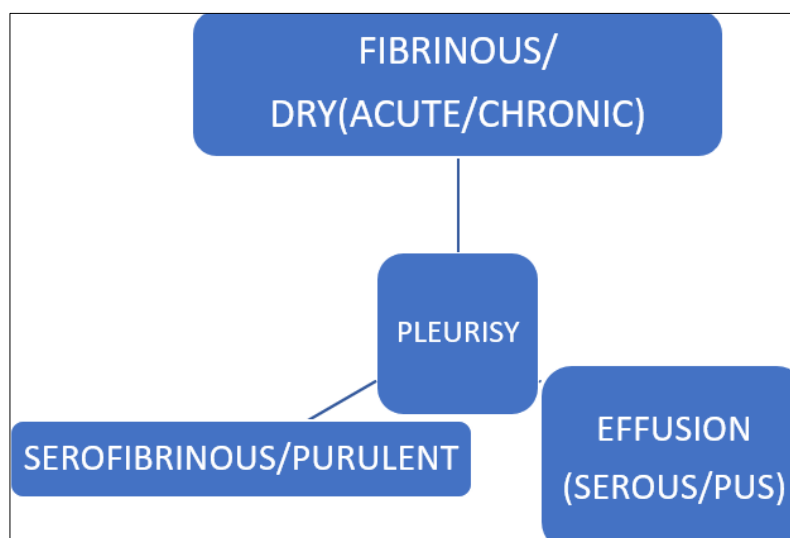 FIBRINOUS/
DRY(ACUTE/CHRONIC)
PLEURISY
SEROFIBRINOUS/PURULENT
EFFUSION
(SEROUS/PUS)